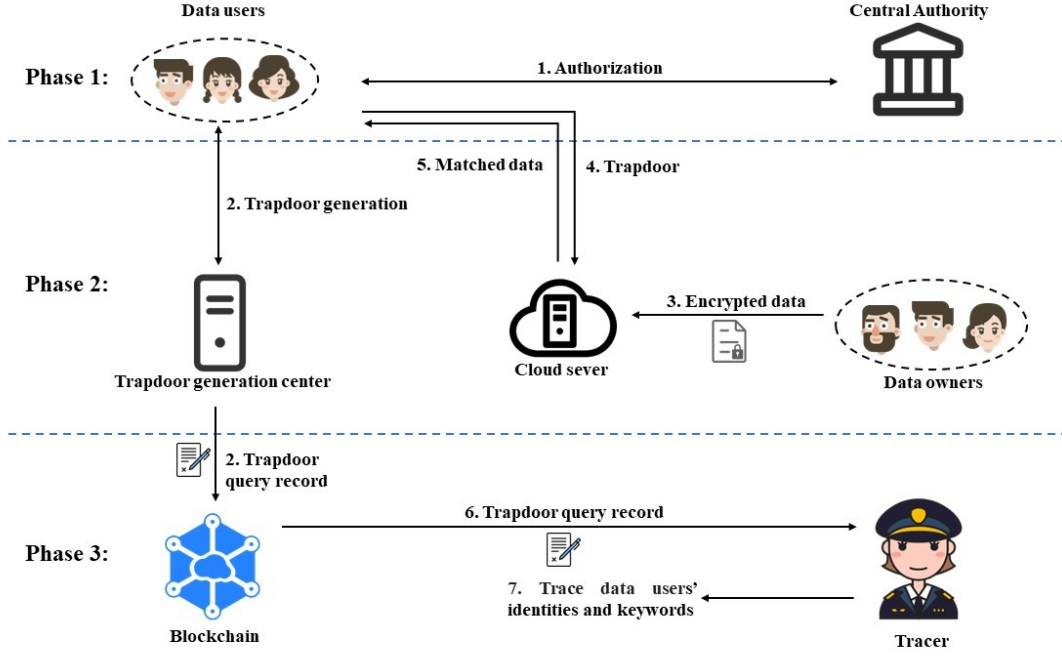 Data users
Central Authority
Phase 1:
1. Authorization
5. Matched data
4. Trapdoor
2. Trapdoor generation
Phase 2:
3. Encrypted data
Trapdoor generation center
Cloud sever
Data owners
2. Trapdoor
query record
6. Trapdoor query record
Phase 3:
7. Trace data users’
identities and keywords
Blockchain
Tracer